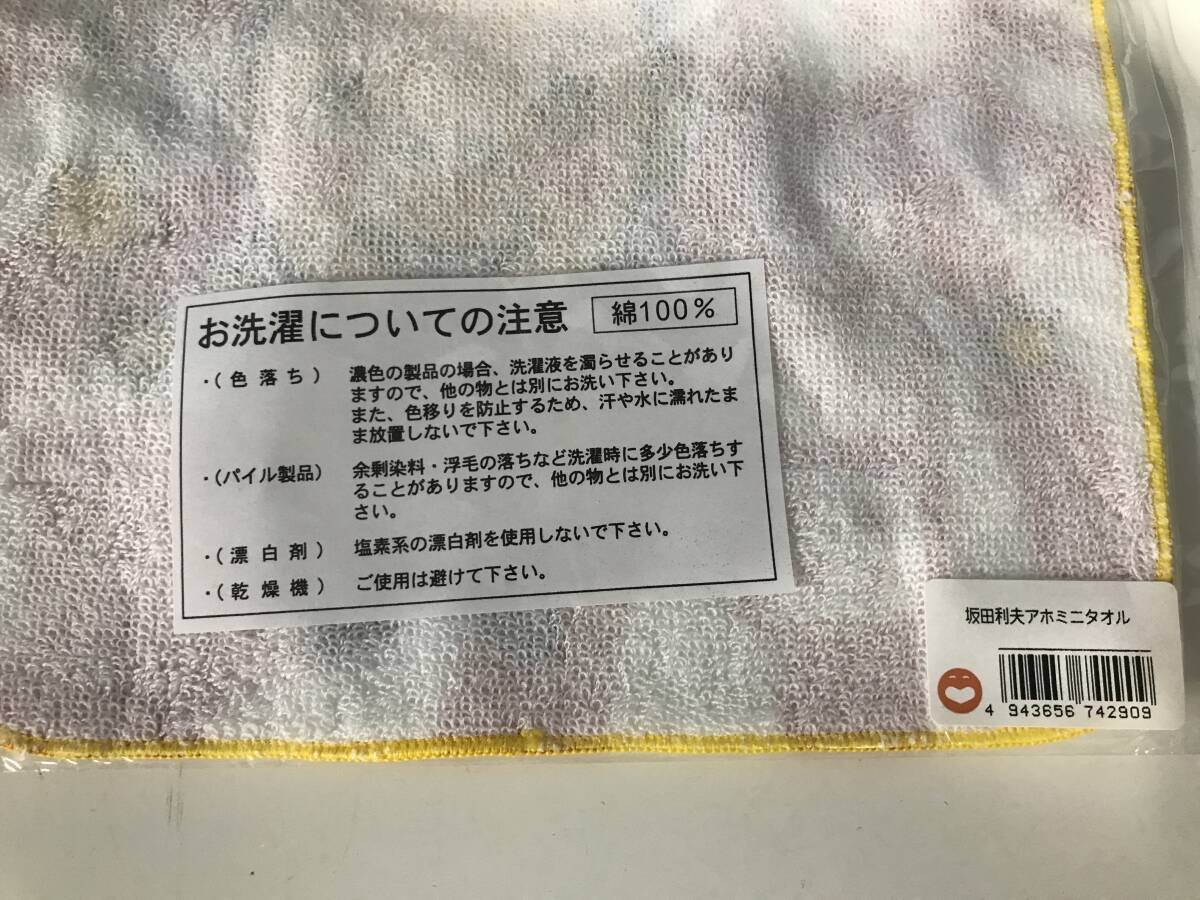 お洗濯についての注意 綿100%
・(色落ち) 濃色の製品の場合、洗濯液を濁らせることがあり
ますので、他の物とは別にお洗い下さい。
また、色移りを防止するため、汗や水に濡れたま
ま放置しないで下さい。
・(パイル製品) 余剰染料・浮毛の落ちなど洗濯時に多少色落ちす
ることがありますので、他の物とは別にお洗い下
さい。
・(漂白剤) 塩素系の漂白剤を使用しないで下さい。
・(乾燥機) ご使用は避けて下さい。
坂田利夫アホミニタオル
4 943656 742909